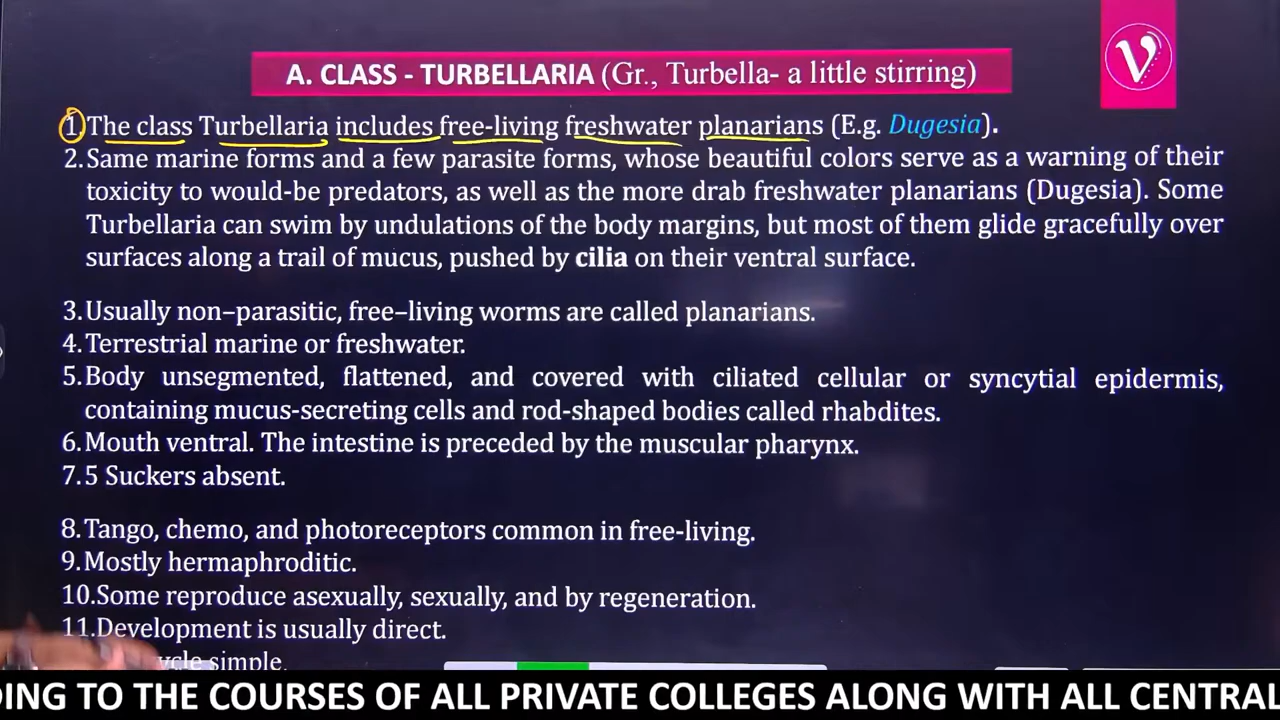 A. CLASS - TURBELLARIA (Gr., Turbella- a little stirring)
V
1) The class Turbellaria includes free-living freshwater planarians (E.g. Dugesia).
2. Same marine forms and a few parasite forms, whose beautiful colors serve as a warning of their
toxicity to would-be predators, as well as the more drab freshwater planarians (Dugesia). Some
Turbellaria can swim by undulations of the body margins, but most of them glide gracefully over
surfaces along a trail of mucus, pushed by cilia on their ventral surface.
3. Usually non–parasitic, free–living worms are called planarians.
4. Terrestrial marine or freshwater.
5. Body unsegmented, flattened, and covered with ciliated cellular or syncytial epidermis,
containing mucus-secreting cells and rod-shaped bodies called rhabdites.
6. Mouth ventral. The intestine is preceded by the muscular pharynx.
7. 5 Suckers absent.
8. Tango, chemo, and photoreceptors common in free-living.
9. Mostly hermaphroditic.
10. Some reproduce asexually, sexually, and by regeneration.
11. Development is usually direct.
ycle simple.
DING TO THE COURSES OF ALL PRIVATE COLLEGES ALONG WITH ALL CENTRAL